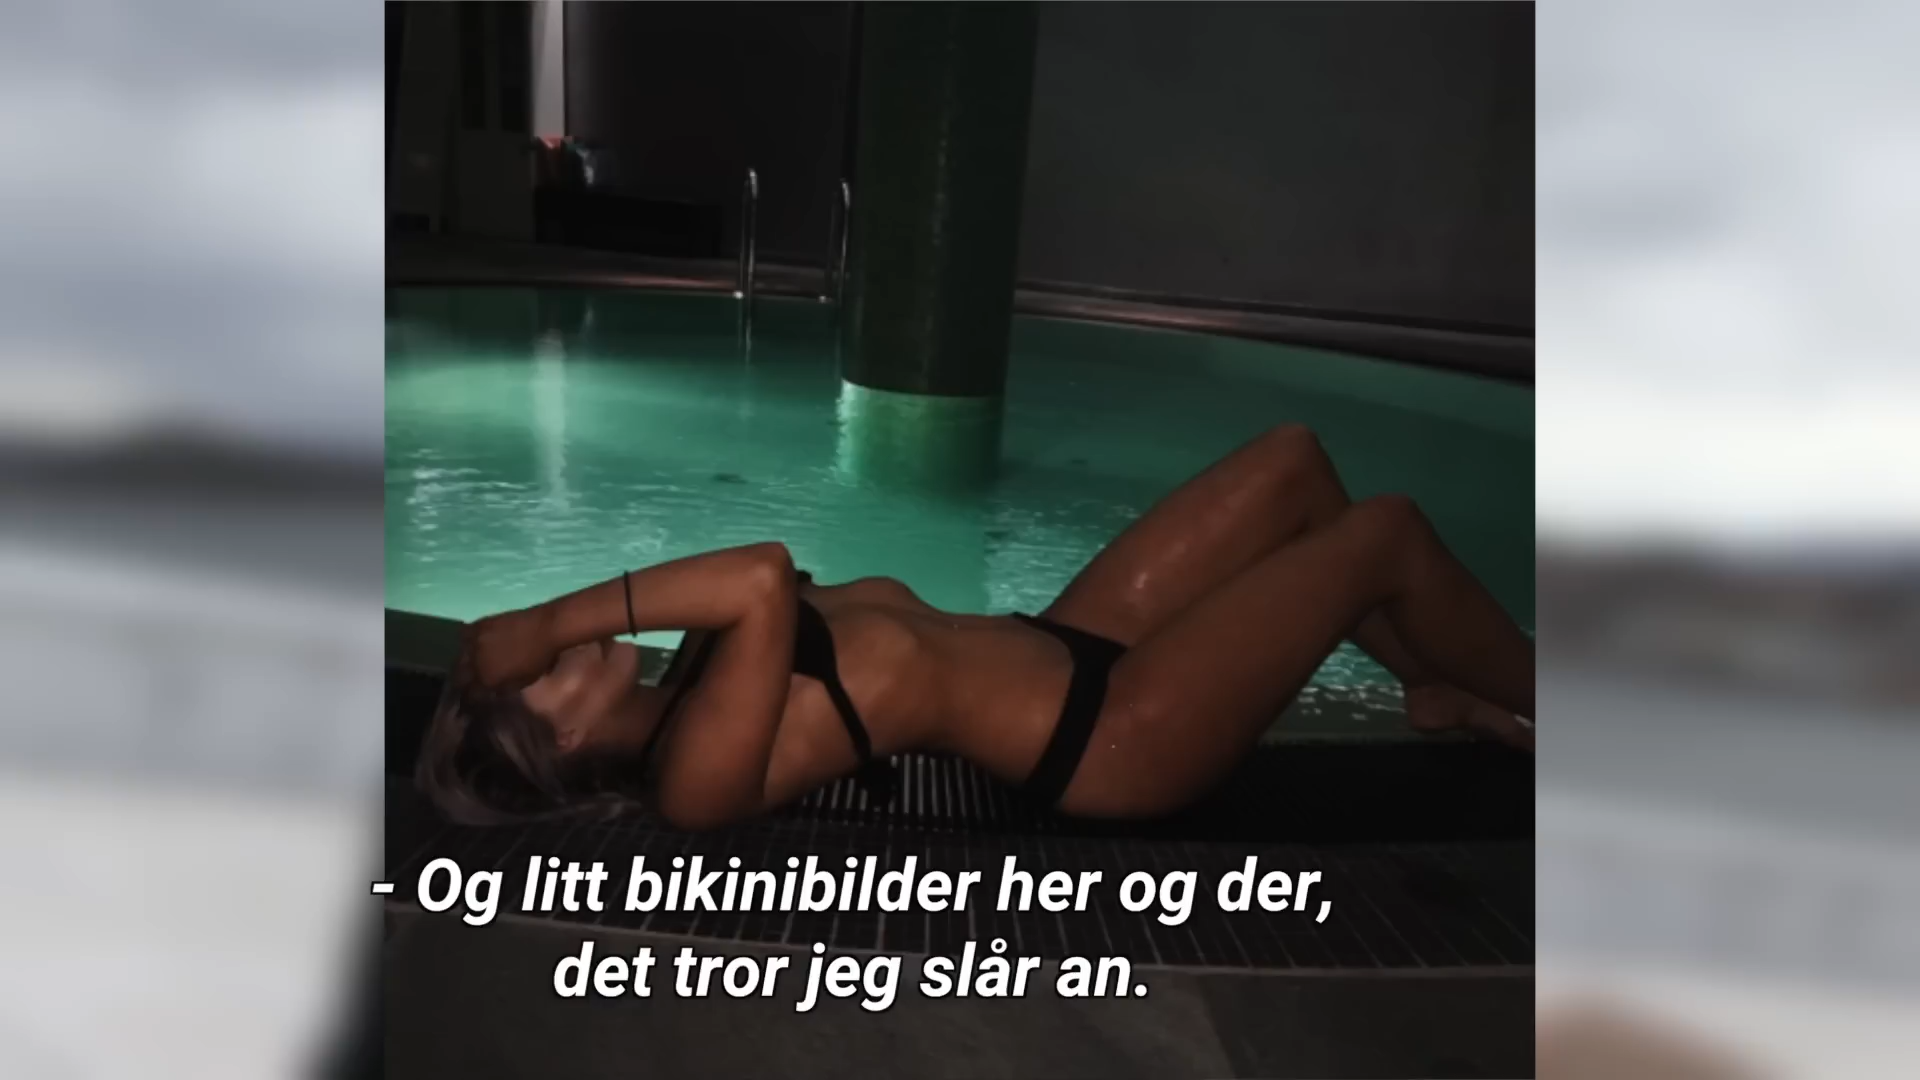 - Og litt bikinibilder her og der,
det tror jeg slår an.